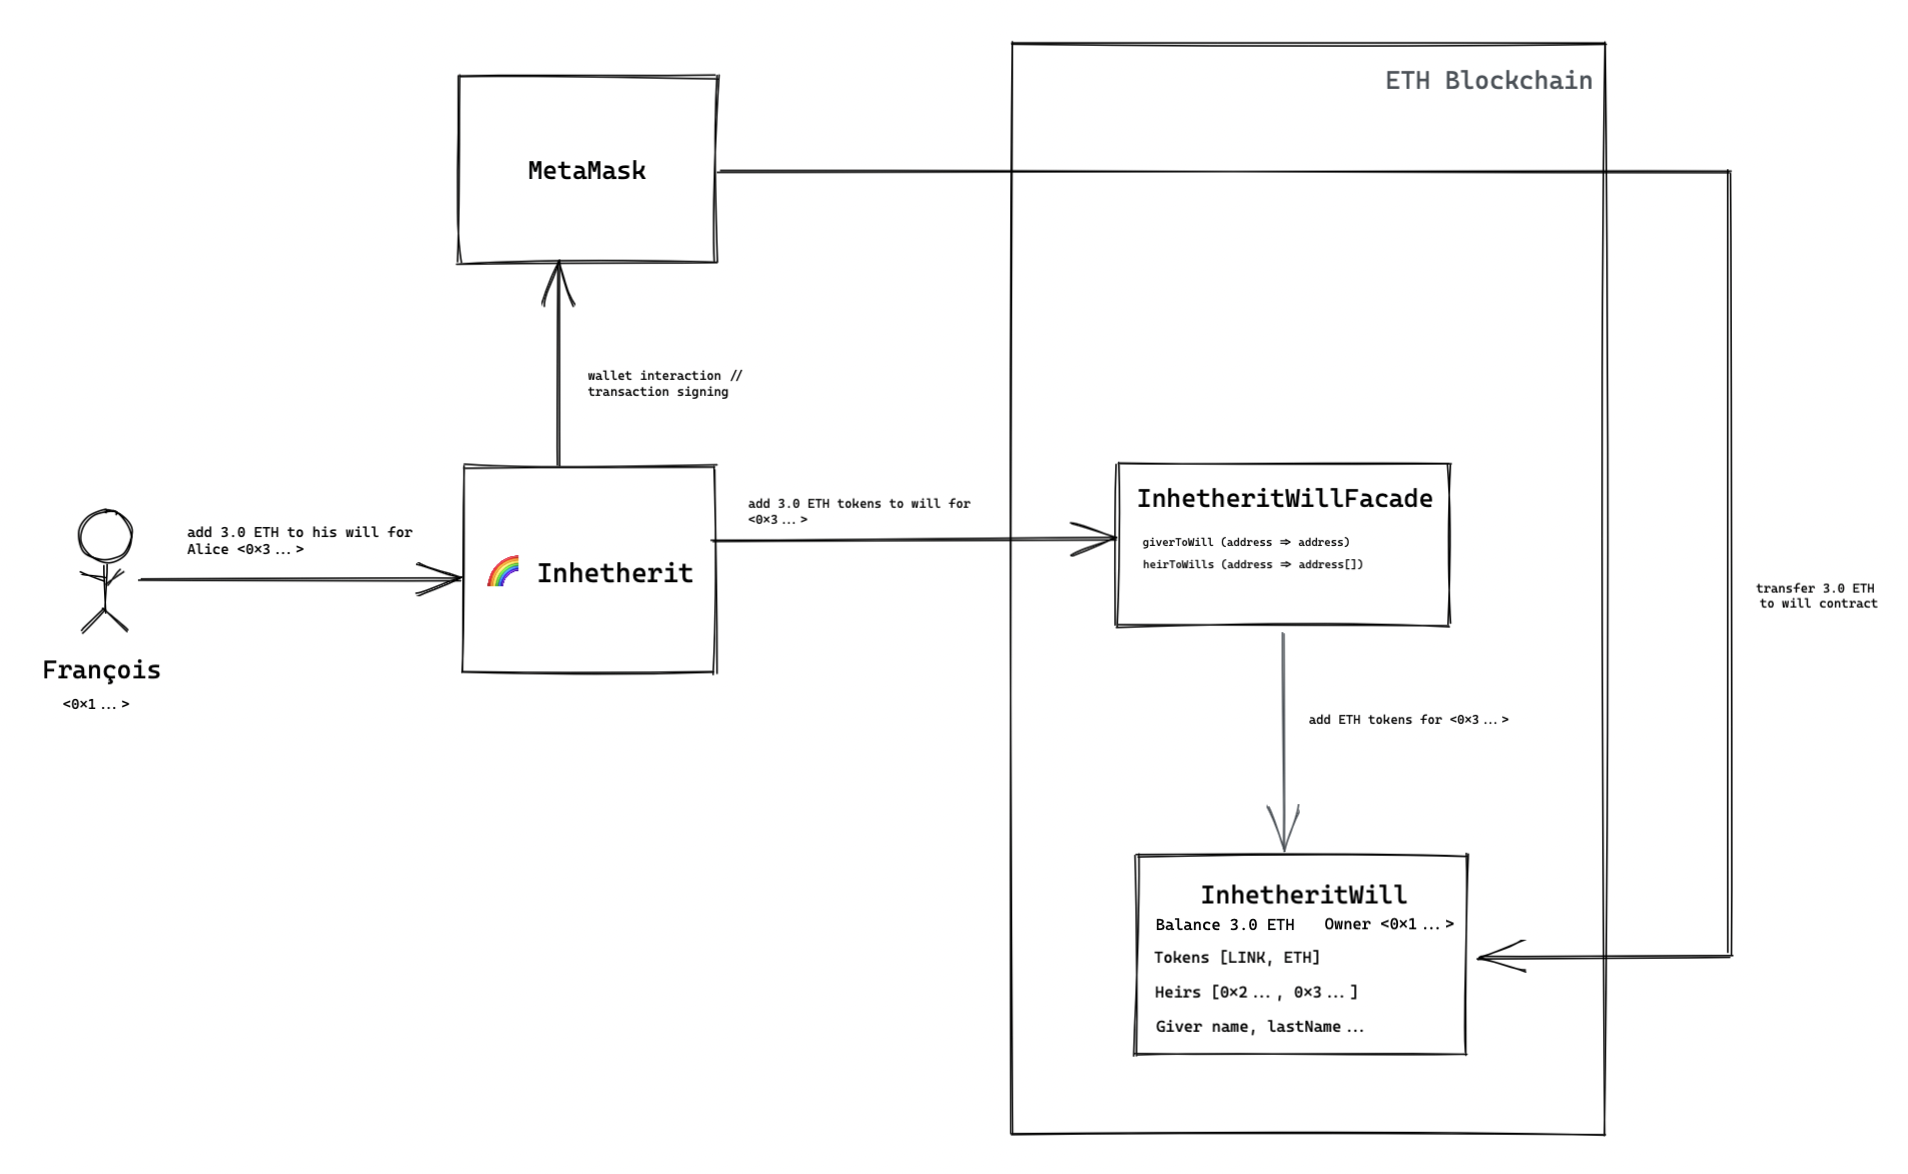 ETH Blockchain
MetaMask
wallet interaction //
transaction signing
add 3.0 ETH to his will for
Alice <0×3...>
🌈 Inhetherit
François
<0×1...>
add 3.0 ETH tokens to will for
<0×3...>
InhetheritWillFacade
giverToWill (address ⇒ address)
heirToWills (address ⇒ address[])
transfer 3.0 ETH
to will contract
add ETH tokens for <0×3...>
InhetheritWill
Balance 3.0 ETH Owner <0×1...>
Tokens [LINK, ETH]
Heirs [0×2..., 0×3...]
Giver name, lastName...